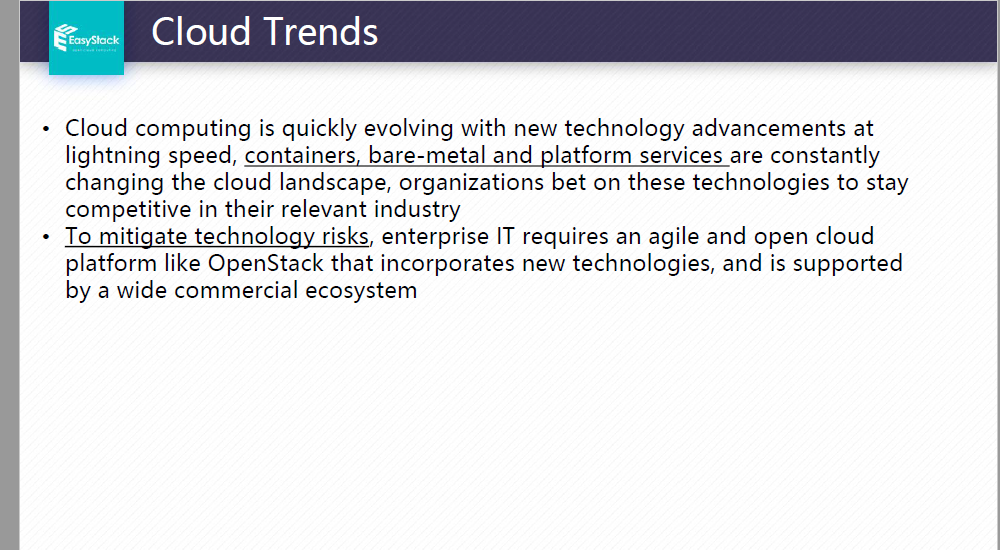 EasyStack
Cloud Trends
• Cloud computing is quickly evolving with new technology advancements at
lightning speed, containers, bare-metal and platform services are constantly
changing the cloud landscape, organizations bet on these technologies to stay
competitive in their relevant industry
• To mitigate technology risks, enterprise IT requires an agile and open cloud
platform like OpenStack that incorporates new technologies, and is supported
by a wide commercial ecosystem